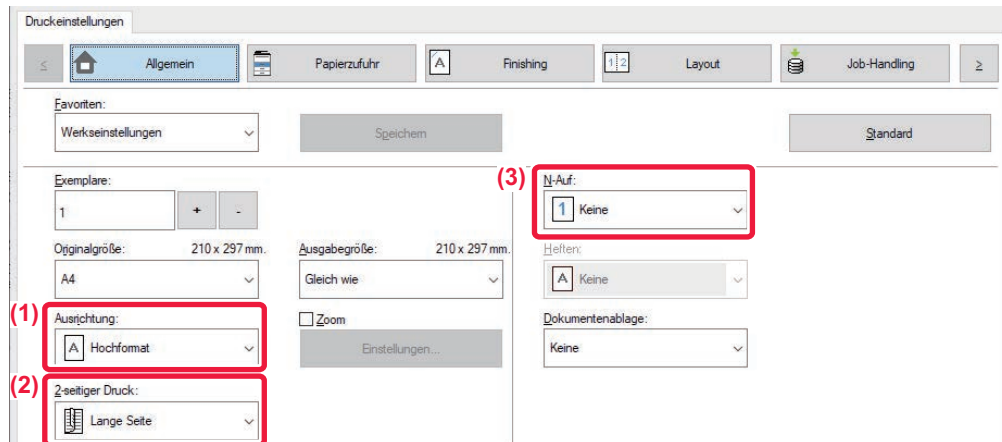 Druckeinstellungen
≤ Allgemein Papierzufuhr A Finishing 1 2 Layout Job-Handling ≥
Favoriten:
Werkseinstellungen Speichern Standard
Exemplare: (3) N-Auf:
1 + - 1 Keine
Originalgröße: 210 x 297 mm. Ausgabegröße: 210 x 297 mm. Heften:
A4 Gleich wie A Keine
(1) Ausrichtung: Zoom Dokumentenablage:
A Hochformat Einstellungen... Keine
(2) 2-seitiger Druck:
Lange Seite